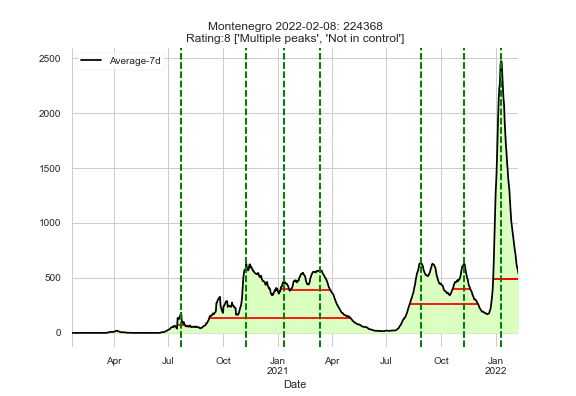 Montenegro 2022-02-08: 224368
Rating:8 ['Multiple peaks', 'Not in control']
Average-7d
2500
2000
1500
1000
500
0
Apr
Jul
Oct
Jan
2021
Apr
Jul
Oct
Jan
2022
Date